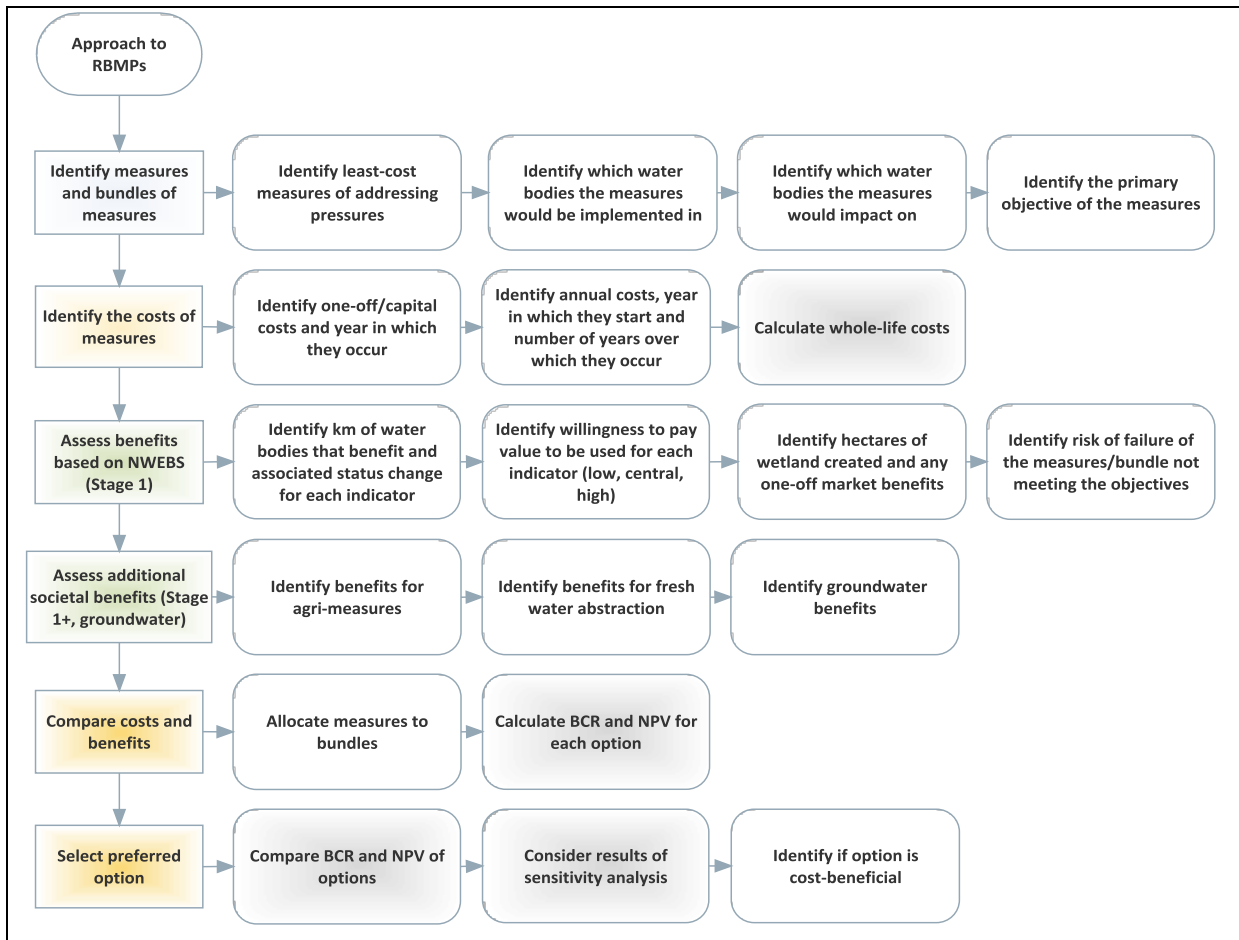 Approach to
RBMPs
Identify measures
and bundles of
measures
Identify least-cost
measures of addressing
pressures
Identify which water
bodies the measures
would be implemented in
Identify which water
bodies the measures
would impact on
Identify the primary
objective of the measures
Identify the costs of
measures
Identify one-off/capital
costs and year in which
they occur
Identify annual costs, year
in which they start and
number of years over
which they occur
Calculate whole-life costs
Assess benefits
based on NWEBS
(Stage 1)
Identify km of water
bodies that benefit and
associated status change
for each indicator
Identify willingness to pay
value to be used for each
indicator (low, central,
high)
Identify hectares of
wetland created and any
one-off market benefits
Identify risk of failure of
the measures/bundle not
meeting the objectives
Assess additional
societal benefits (Stage
1+, groundwater)
Identify benefits for
agri-measures
Identify benefits for fresh
water abstraction
Identify groundwater
benefits
Compare costs and
benefits
Allocate measures to
bundles
Calculate BCR and NPV for
each option
Select preferred
option
Compare BCR and NPV of
options
Consider results of
sensitivity analysis
Identify if option is
cost-beneficial